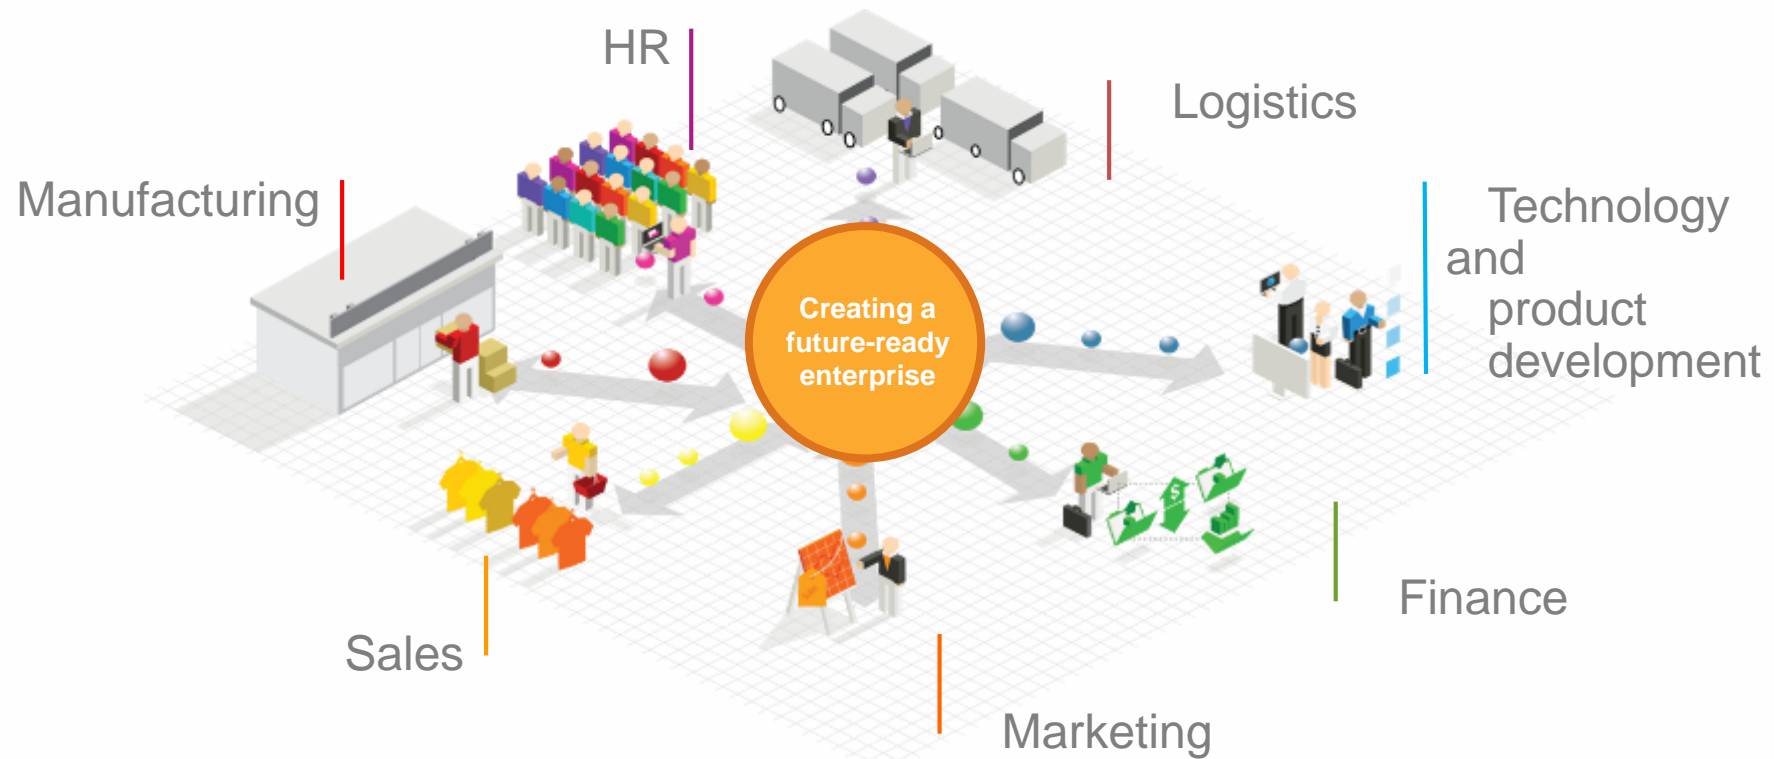 HR
Logistics
Manufacturing
Technology
and
product
development
Creating a
future-ready
enterprise
$
Finance
Sales
Marketing